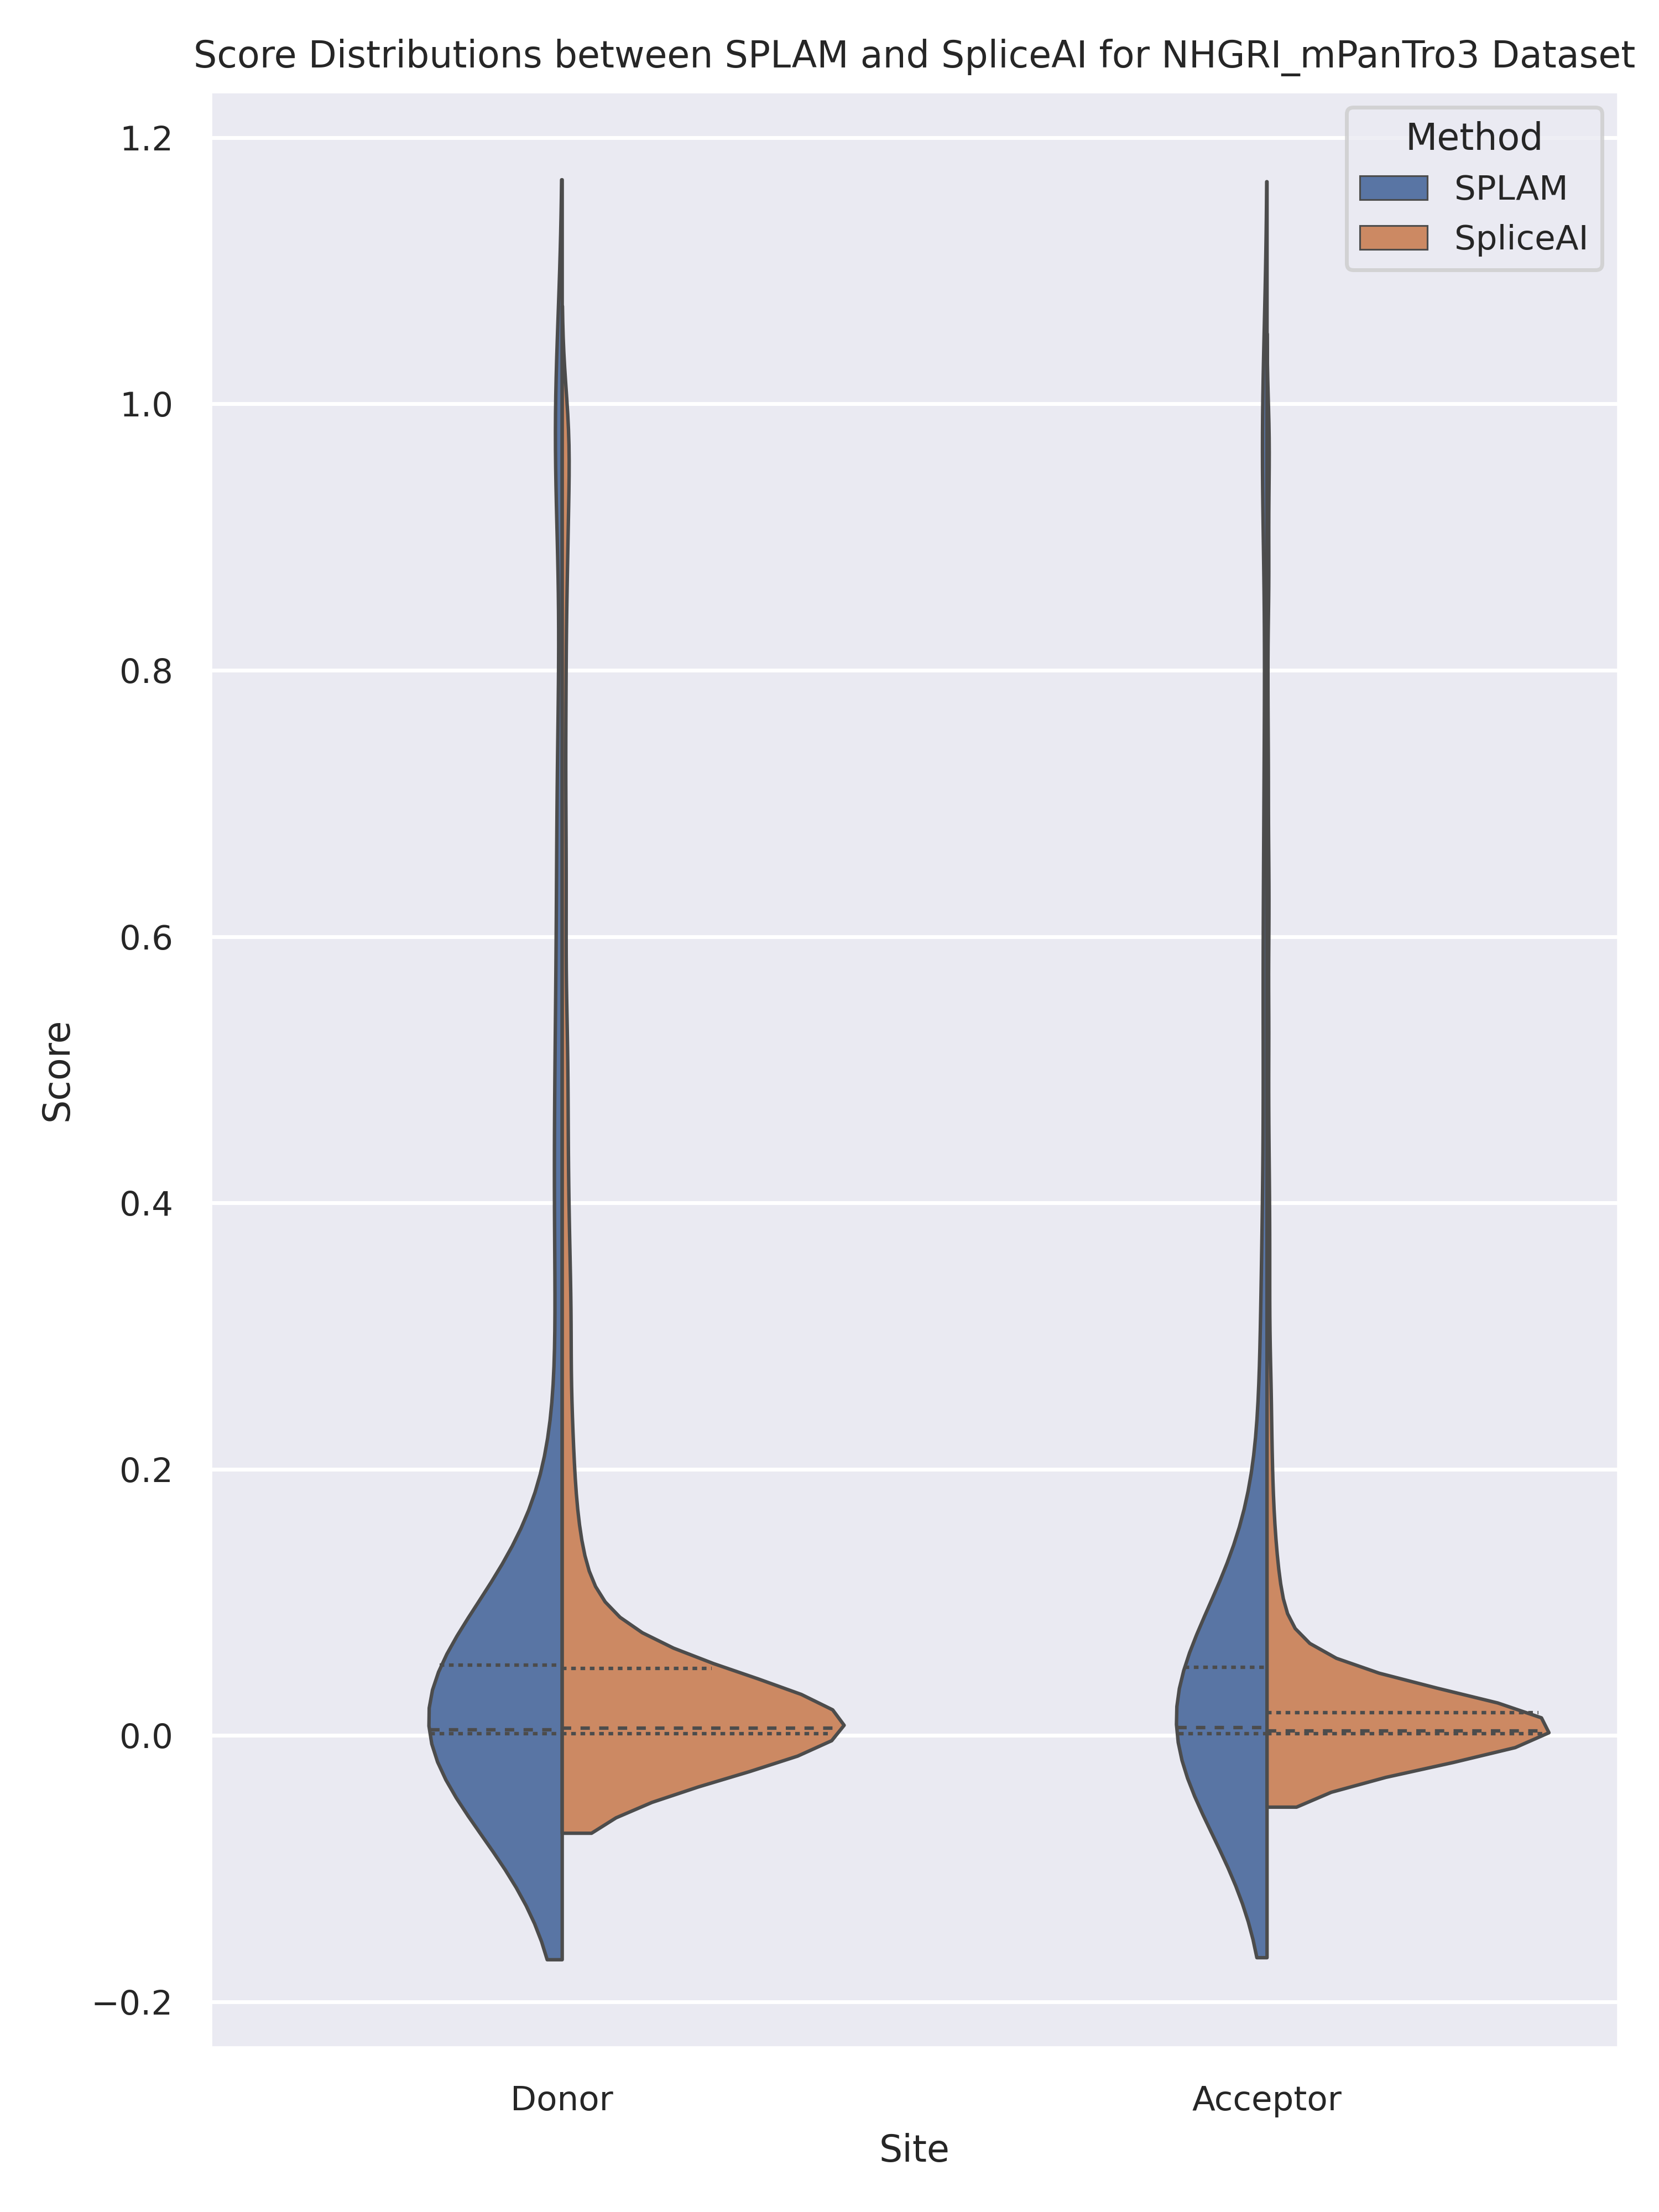 Score Distributions between SPLAM and SpliceAI for NHGRI_mPanTro3 Dataset
Method
SPLAM
SpliceAI
1.2
1.0
0.8
0.6
0.4
0.2
0.0
−0.2
Score
Donor
Acceptor
Site